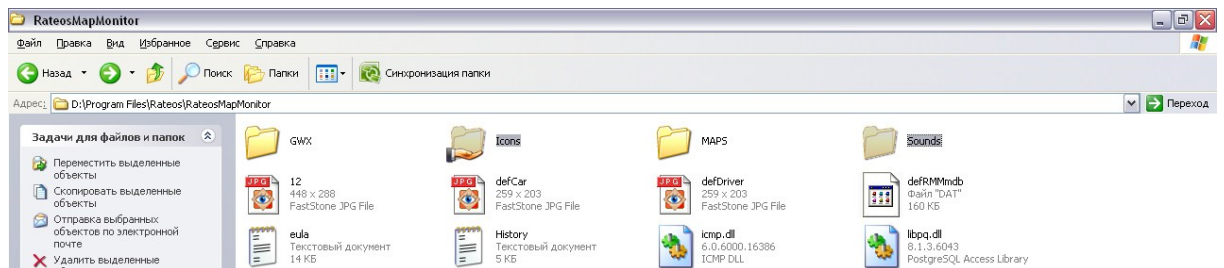 RateosMapMonitor
Файл Правка Вид Избранное Сервис Справка
Назад Поиск Папки Синхронизация папки
Адрес: D:\Program Files\Rateos\RateosMapMonitor Переход
Задачи для файлов и папок
Переместить выделенные
объекты
Скопировать выделенные
объекты
Отправка выбранных
объектов по электронной
почте
Удалить выделенные
GWX
Icons
MAPS
Sounds
JPG
12
448 x 288
FastStone JPG File
JPG
defCar
259 x 203
FastStone JPG File
JPG
defDriver
259 x 203
FastStone JPG File
defRMMmdb
Файл "DAT"
160 КБ
eula
Текстовый документ
14 КБ
History
Текстовый документ
5 КБ
icmp.dll
6.0.6000.16386
ICMP DLL
libpq.dll
8.1.3.6043
PostgreSQL Access Library